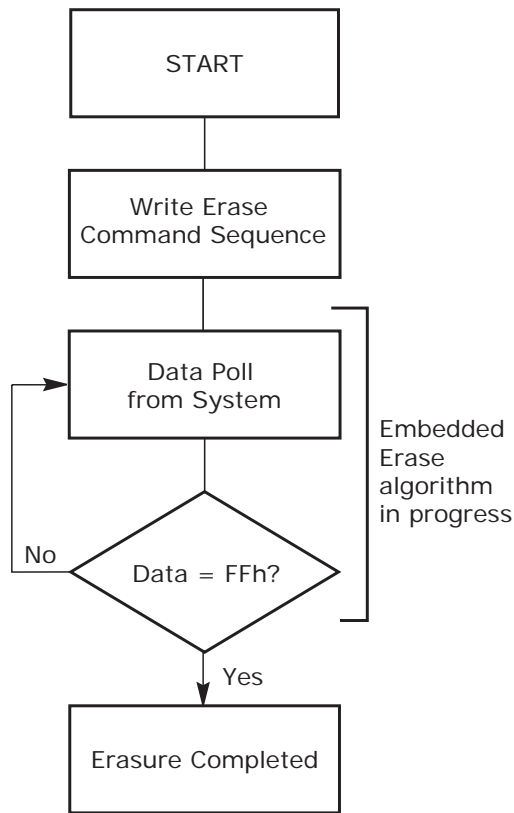 START
Write Erase
Command Sequence
Data Poll
from System
Embedded
Erase
algorithm
in progress
No
Data = FFh?
Yes
Erasure Completed